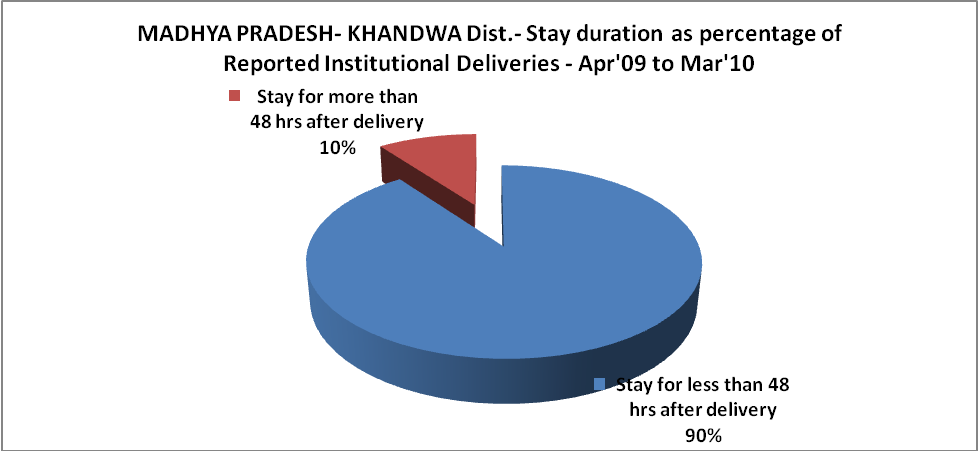 MADHYA PRADESH- KHANDWA Dist.- Stay duration as percentage of
Reported Institutional Deliveries - Apr'09 to Mar'10
Stay for more than
48 hrs after delivery
10%
Stay for less than 48
hrs after delivery
90%